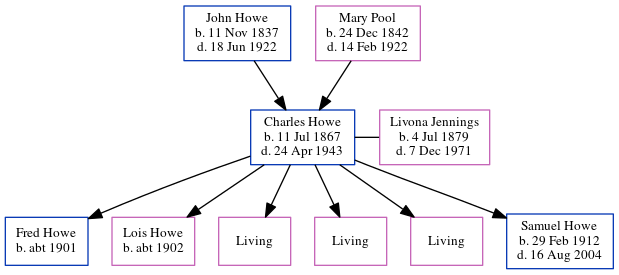 John Howe
b. 11 Nov 1837
d. 18 Jun 1922
Mary Pool
b. 24 Dec 1842
d. 14 Feb 1922
Charles Howe
b. 11 Jul 1867
d. 24 Apr 1943
Livona Jennings
b. 4 Jul 1879
d. 7 Dec 1971
Fred Howe
b. abt 1901
Lois Howe
b. abt 1902
Living
Living
Living
Samuel Howe
b. 29 Feb 1912
d. 16 Aug 2004